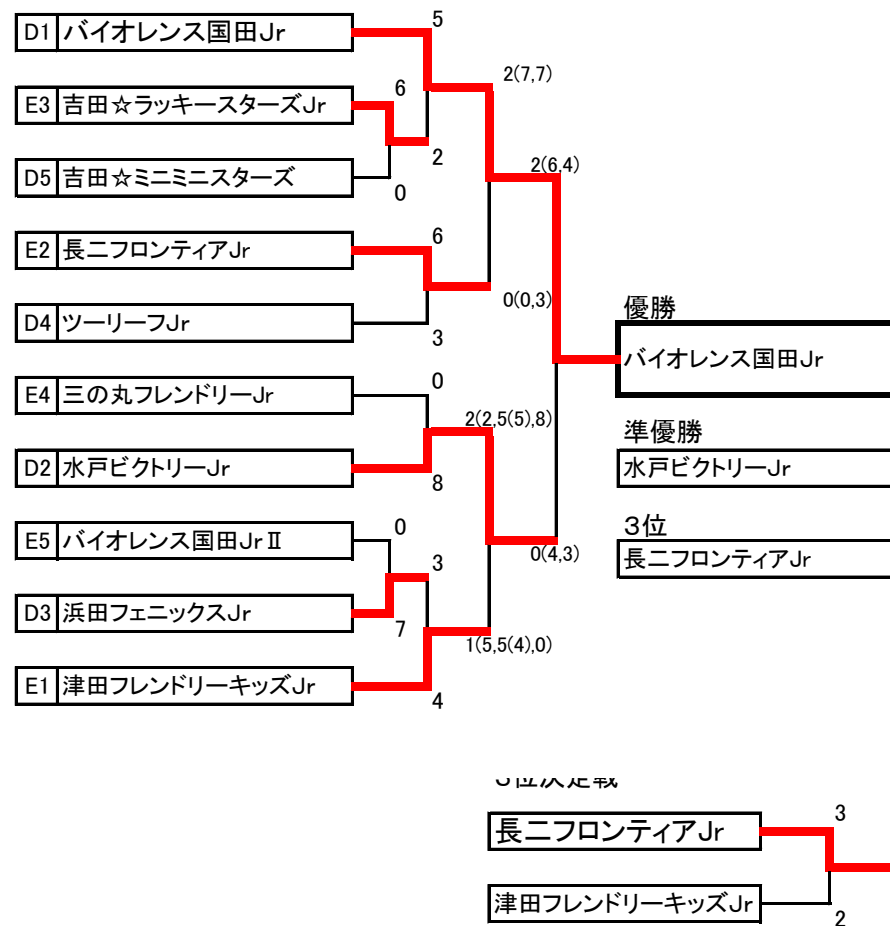 D1 バイオレンス国田Jr
5
2(7,7)
6
E3 吉田☆ラッキースターズJr
2
2(6,4)
D5 吉田☆ミニミニスターズ
0
6
E2 長二フロンティアJr
0(0,3)
優勝
D4 ツーリーフJr
3
バイオレンス国田Jr
0
E4 三の丸フレンドリーJr
2(2,5(5),8)
準優勝
D2 水戸ビクトリーJr
水戸ビクトリーJr
8
0
3位
E5 バイオレンス国田JrⅡ
0(4,3)
長二フロンティアJr
3
D3 浜田フェニックスJr
7
1(5,5(4),0)
E1 津田フレンドリーキッズJr
4
3位決定戦
3
長二フロンティアJr
津田フレンドリーキッズJr
2